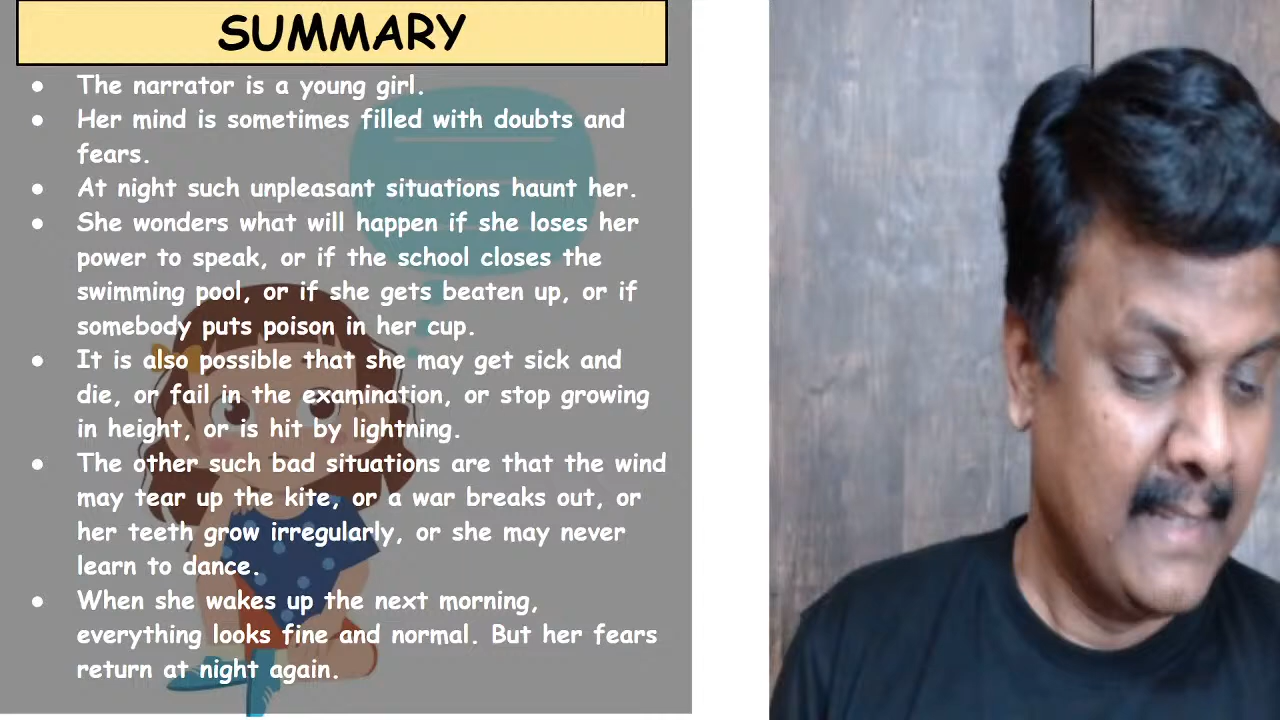 SUMMARY
● The narrator is a young girl.
● Her mind is sometimes filled with doubts and
fears.
● At night such unpleasant situations haunt her.
● She wonders what will happen if she loses her
power to speak, or if the school closes the
swimming pool, or if she gets beaten up, or if
somebody puts poison in her cup.
● It is also possible that she may get sick and
die, or fail in the examination, or stop growing
in height, or is hit by lightning.
● The other such bad situations are that the wind
may tear up the kite, or a war breaks out, or
her teeth grow irregularly, or she may never
learn to dance.
● When she wakes up the next morning,
everything looks fine and normal. But her fears
return at night again.